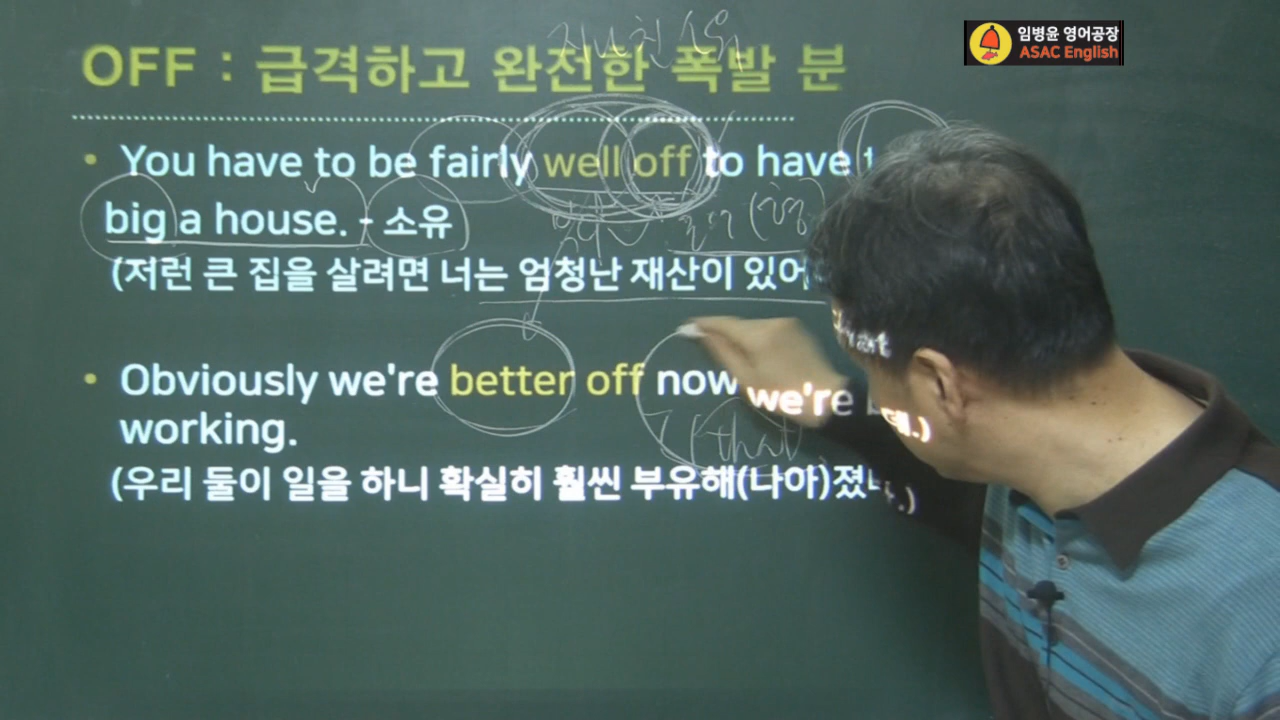 임병윤 영어공장
ASAC English
OFF : 급격하고 완전한 폭발 분
You have to be fairly well off to have
big a house. - 소유
(저런 큰 집을 살려면 너는 엄청난 재산이 있어
Obviously we're better off now we're
working.
(that)
(우리 둘이 일을 하니 확실히 훨씬 부유해(나아)졌